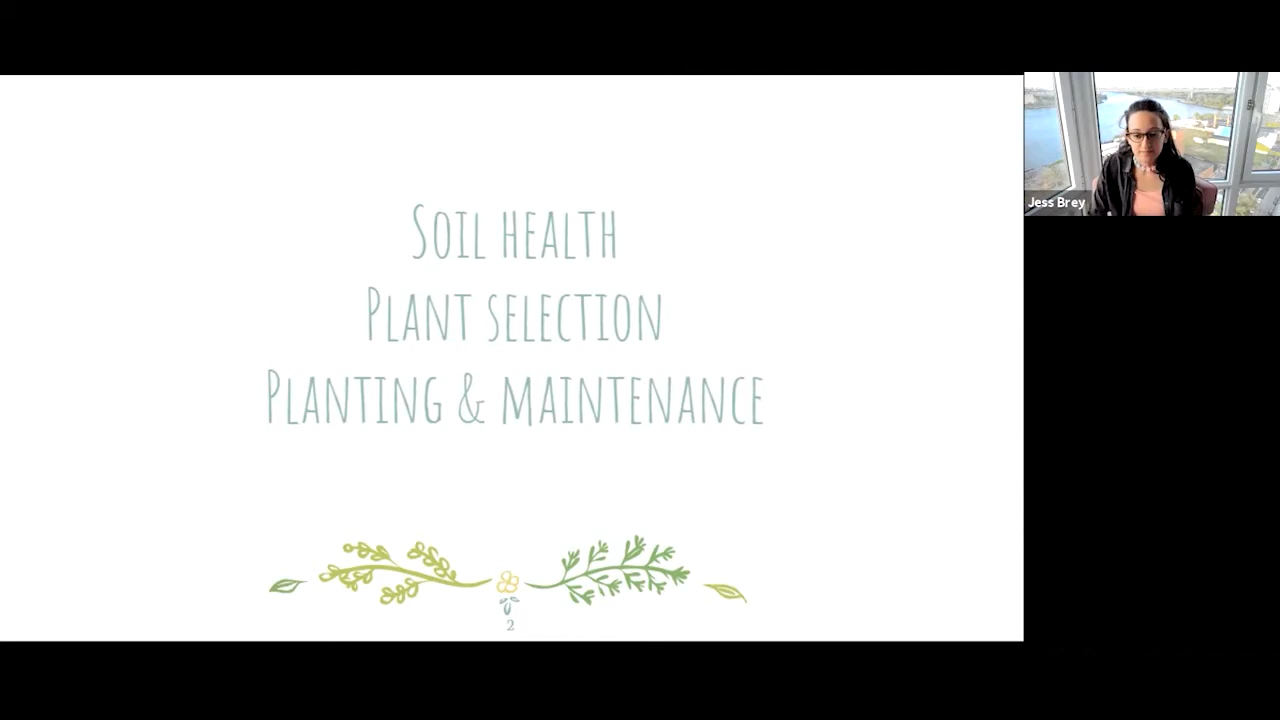 Soil health
Plant selection
Planting & maintenance
2
Jess Brey